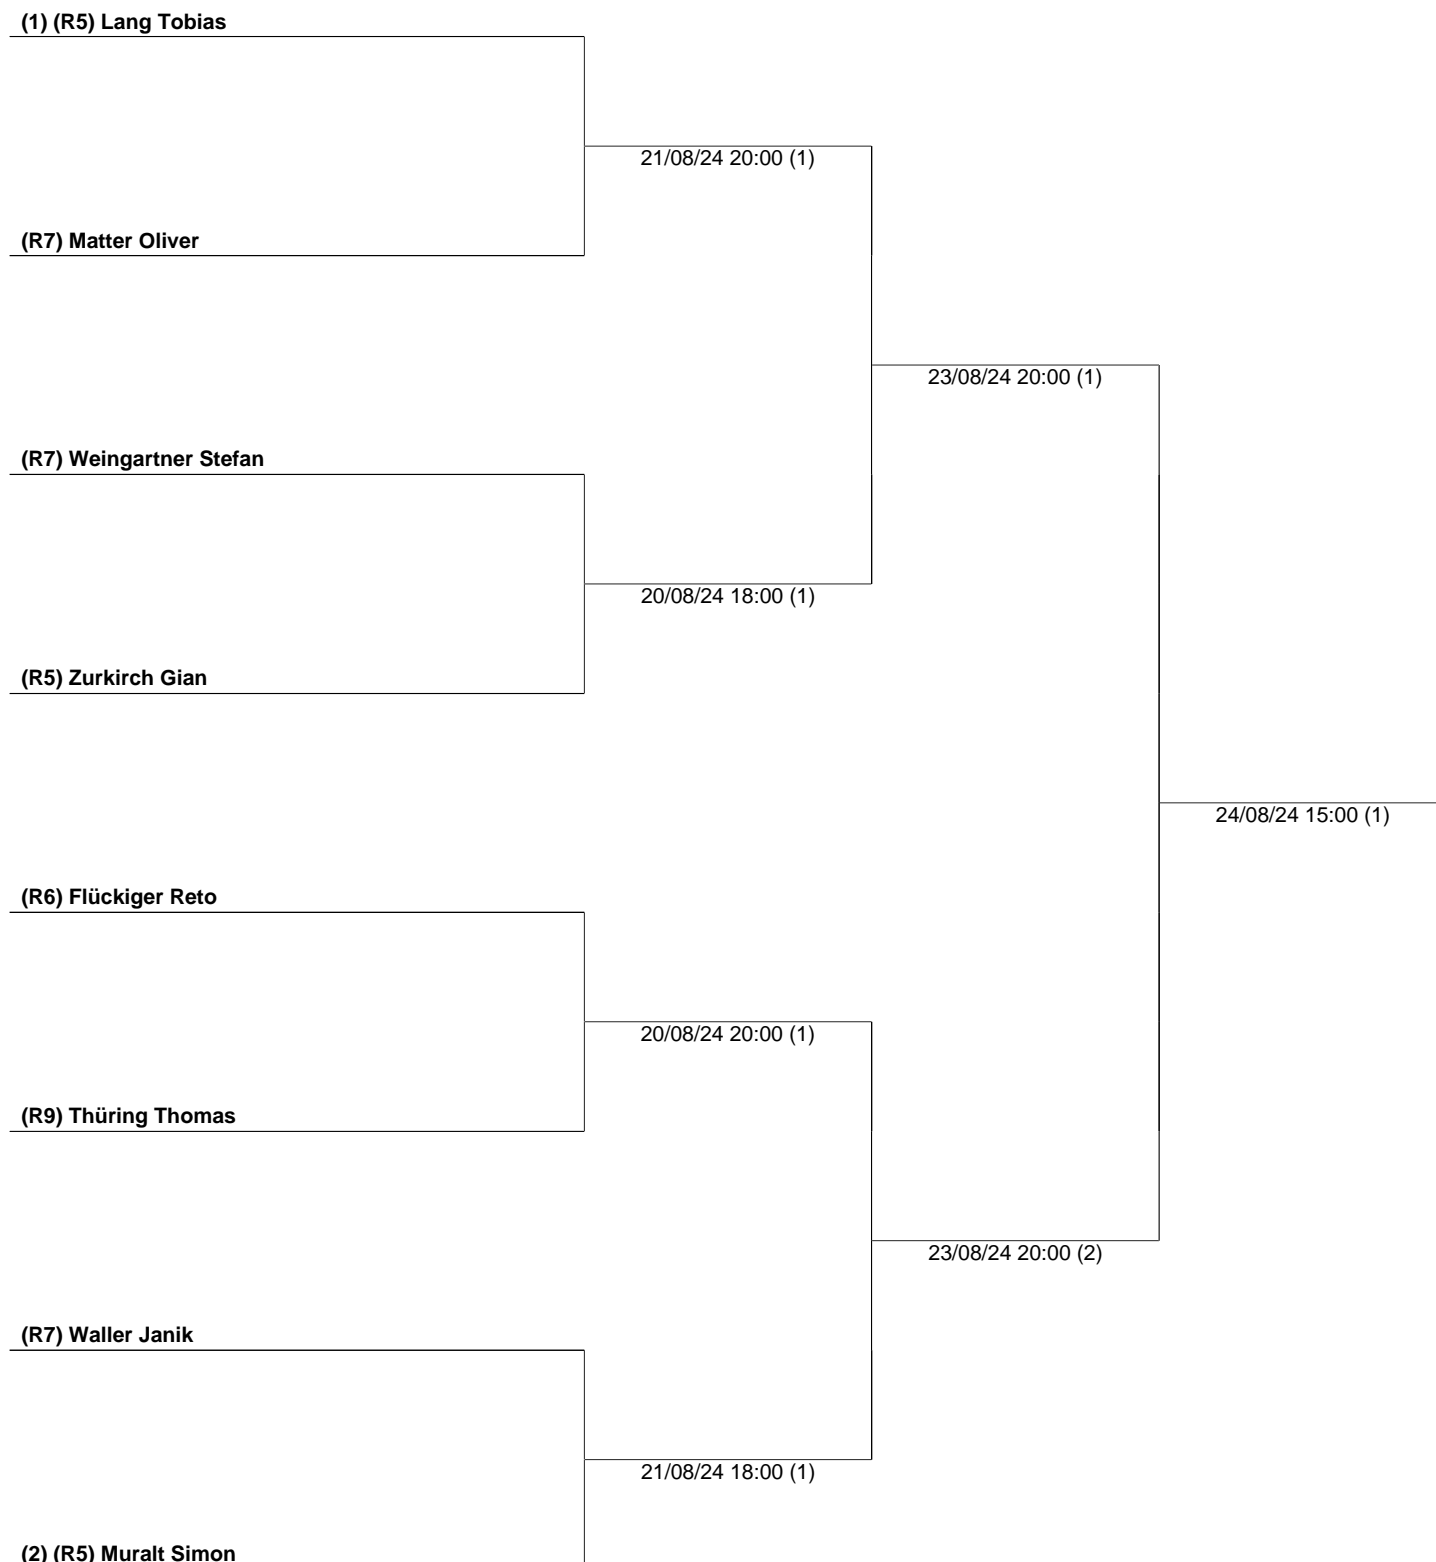 (1) (R5) Lang Tobias
21/08/24 20:00 (1)
(R7) Matter Oliver
23/08/24 20:00 (1)
(R7) Weingartner Stefan
20/08/24 18:00 (1)
(R5) Zurkirch Gian
24/08/24 15:00 (1)
(R6) Flückiger Reto
20/08/24 20:00 (1)
(R9) Thüring Thomas
23/08/24 20:00 (2)
(R7) Waller Janik
21/08/24 18:00 (1)
(2) (R5) Muralt Simon